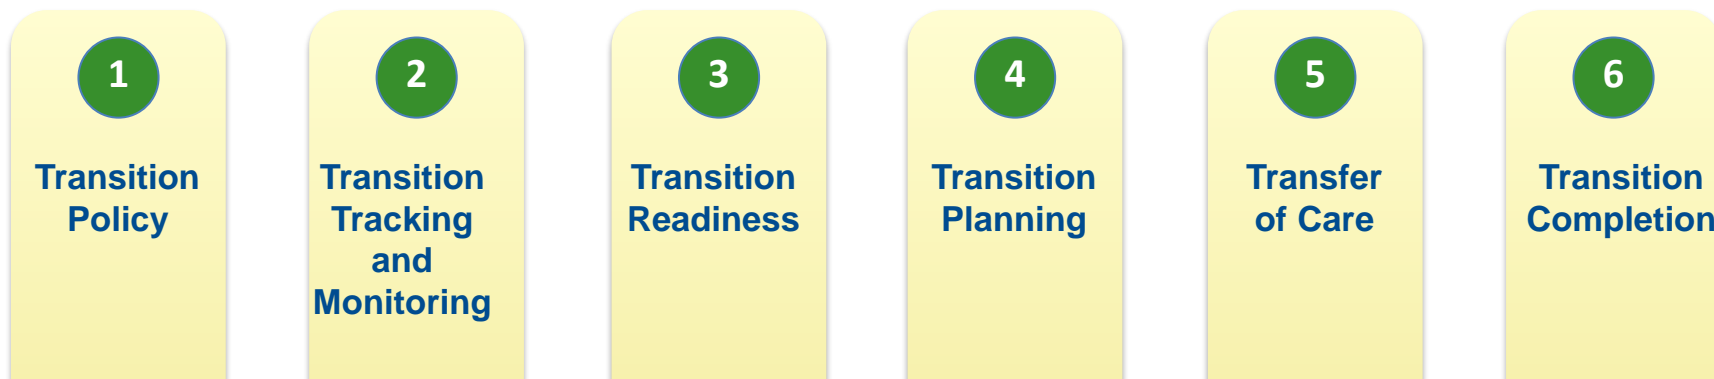 1
Transition
Policy
2
Transition
Tracking
and
Monitoring
3
Transition
Readiness
4
Transition
Planning
5
Transfer
of Care
6
Transition
Completion